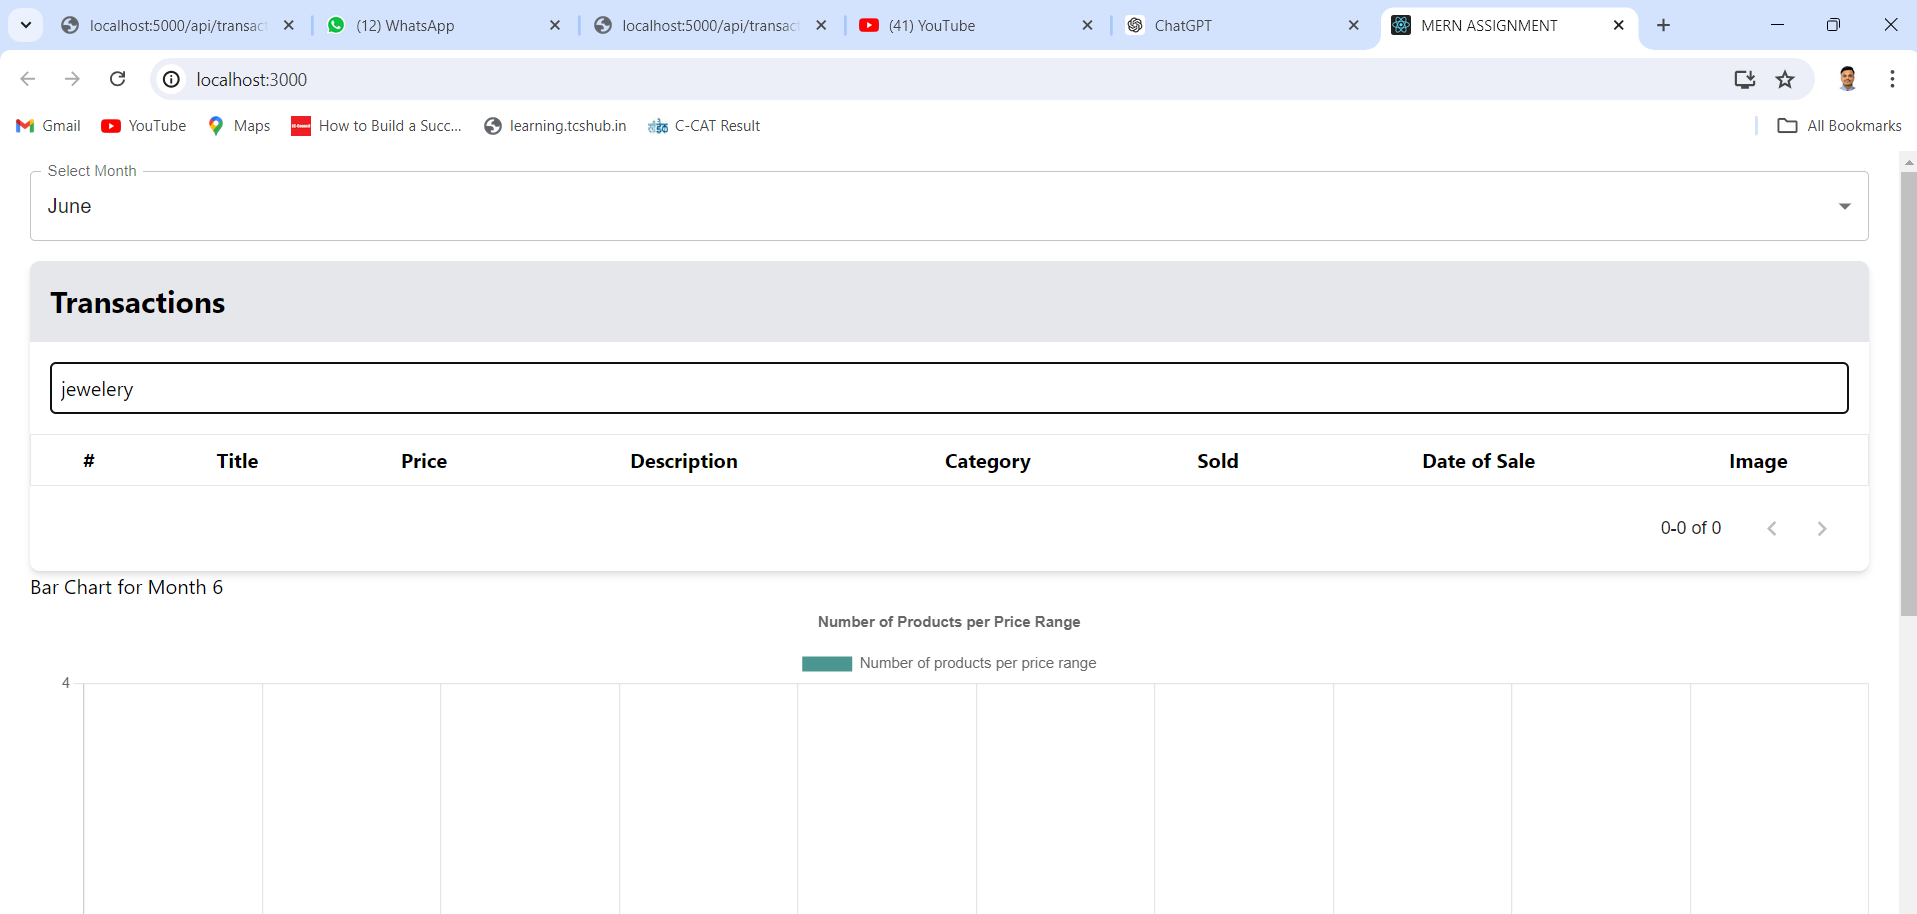 localhost:5000/api/transact
(12) WhatsApp
localhost:5000/api/transact
(41) YouTube
ChatGPT
MERN ASSIGNMENT
localhost:3000
Gmail
YouTube
Maps
How to Build a Succ...
learning.tcshub.in
C-CAT Result
All Bookmarks
Select Month
June
Transactions
jewelery
# Title Price Description Category Sold Date of Sale Image
0-0 of 0
Bar Chart for Month 6
Number of Products per Price Range
Number of products per price range
4